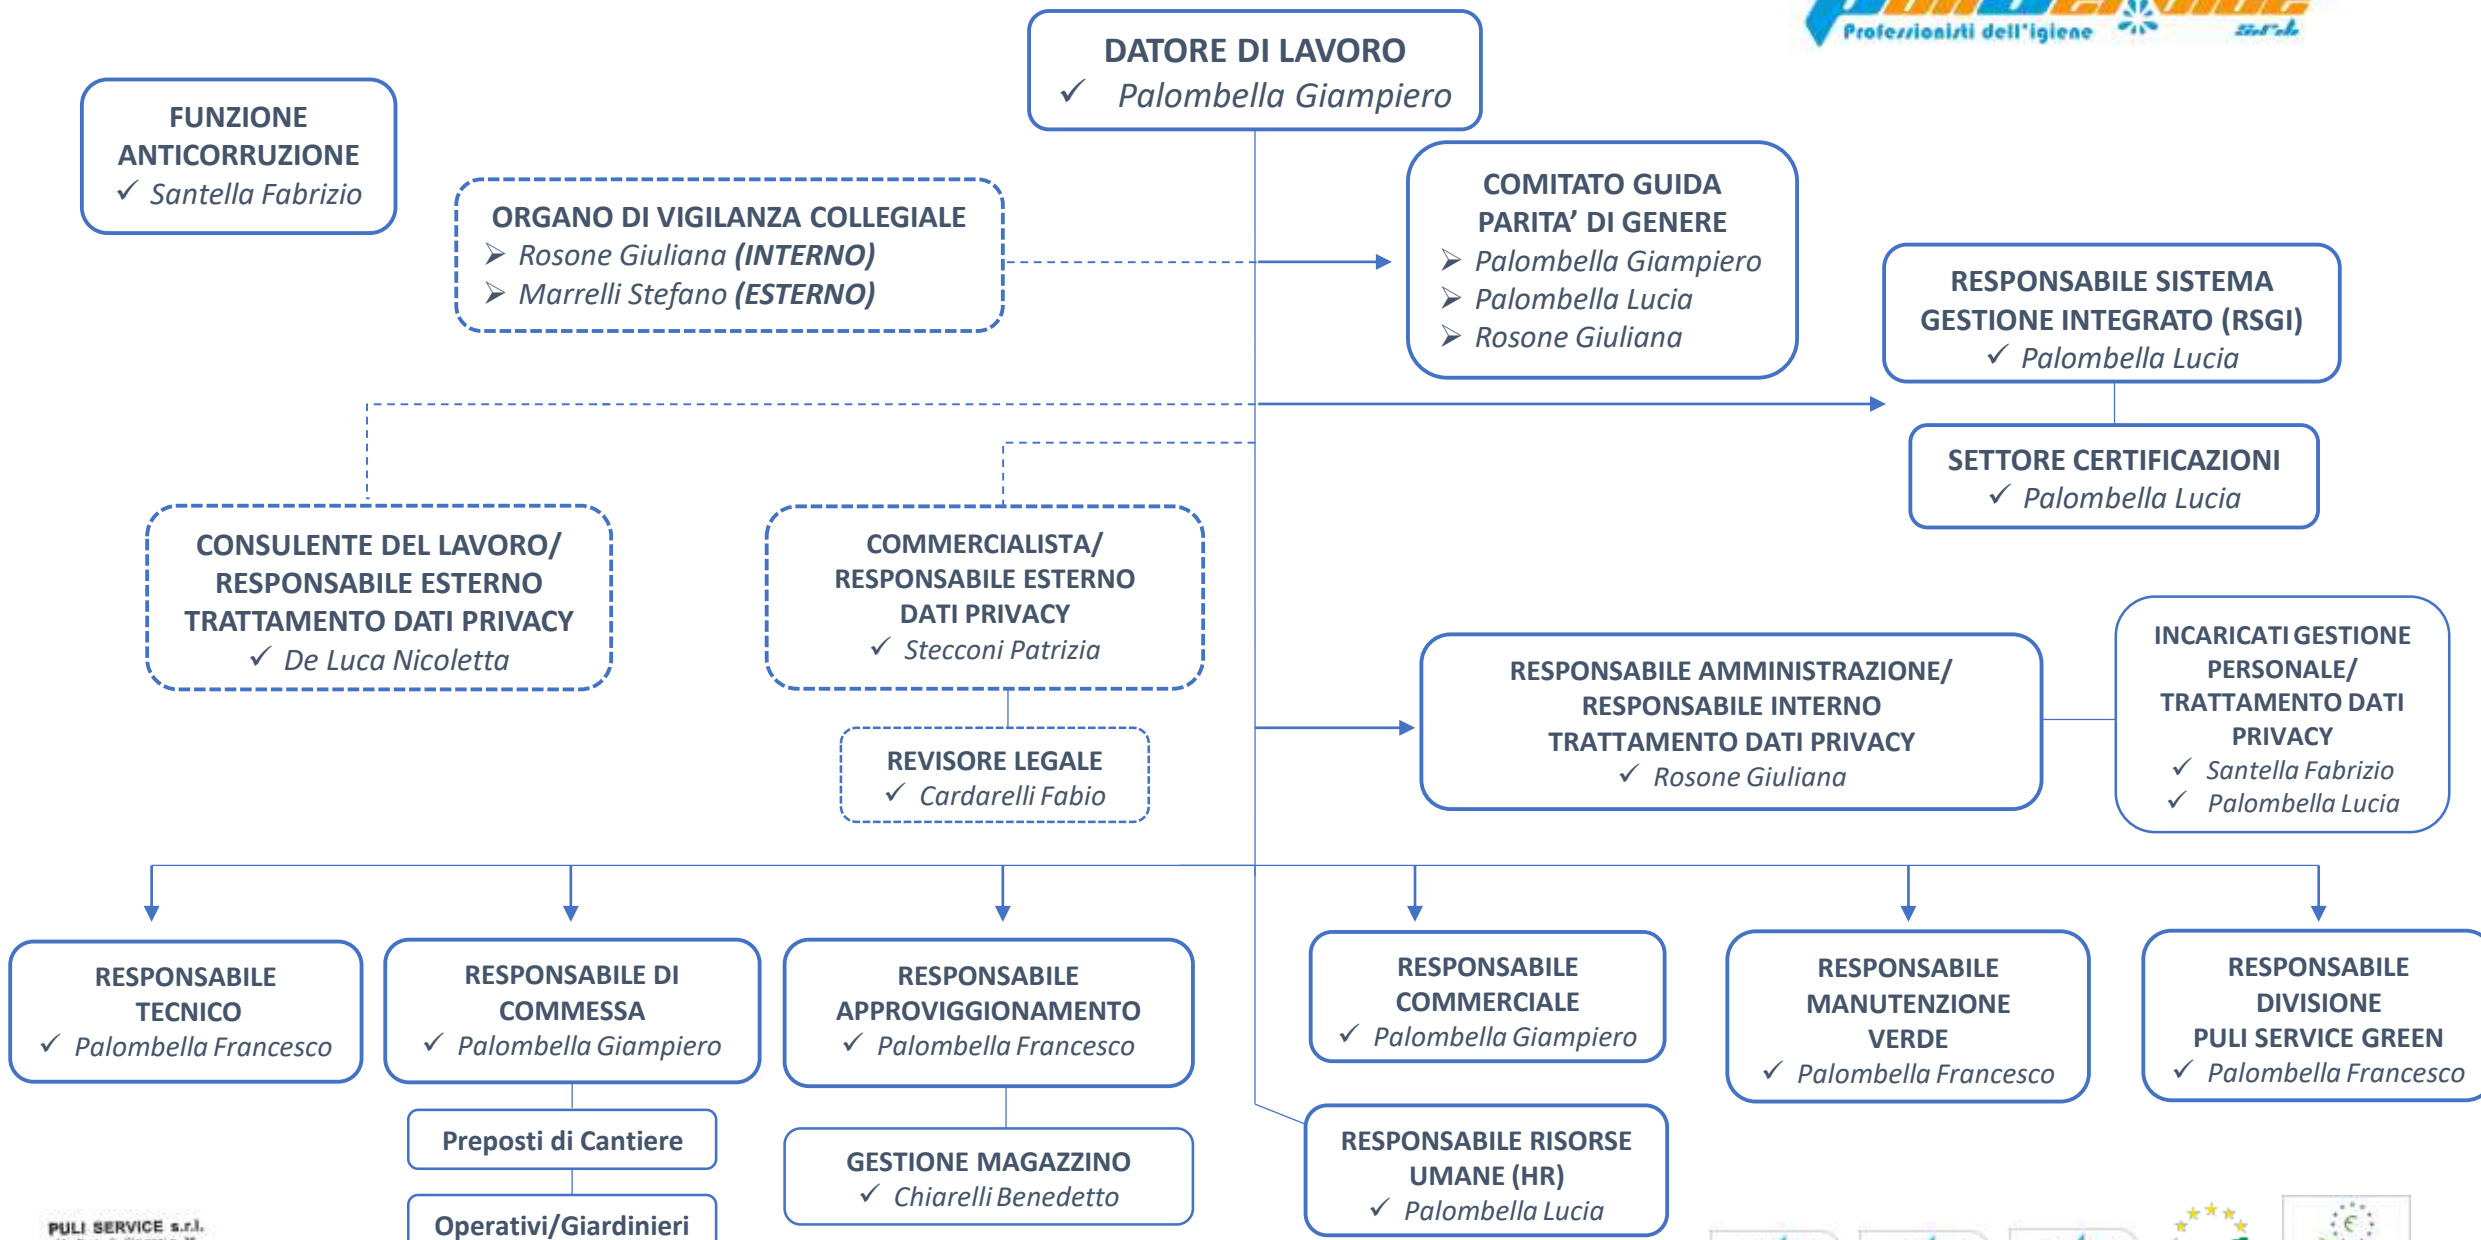 Professionisti dell'igiene
DATORE DI LAVORO
✓ Palombella Giampiero
FUNZIONE
ANTICORRUZIONE
✓ Santella Fabrizio
ORGANO DI VIGILANZA COLLEGIALE
➢ Rosone Giuliana (INTERNO)
➢ Marrelli Stefano (ESTERNO)
COMITATO GUIDA
PARITA' DI GENERE
➢ Palombella Giampiero
➢ Palombella Lucia
➢ Rosone Giuliana
RESPONSABILE SISTEMA
GESTIONE INTEGRATO (RSGI)
✓ Palombella Lucia
SETTORE CERTIFICAZIONI
✓ Palombella Lucia
CONSULENTE DEL LAVORO/
RESPONSABILE ESTERNO
TRATTAMENTO DATI PRIVACY
✓ De Luca Nicoletta
COMMERCIALISTA/
RESPONSABILE ESTERNO
DATI PRIVACY
✓ Stecconi Patrizia
REVISORE LEGALE
✓ Cardarelli Fabio
RESPONSABILE AMMINISTRAZIONE/
RESPONSABILE INTERNO
TRATTAMENTO DATI PRIVACY
✓ Rosone Giuliana
INCARICATI GESTIONE
PERSONALE/
TRATTAMENTO DATI
PRIVACY
✓ Santella Fabrizio
✓ Palombella Lucia
RESPONSABILE
TECNICO
✓ Palombella Francesco
RESPONSABILE DI
COMMESSA
✓ Palombella Giampiero
Preposti di Cantiere
Operativi/Giardinieri
RESPONSABILE
APPROVIGGIONAMENTO
✓ Palombella Francesco
GESTIONE MAGAZZINO
✓ Chiarelli Benedetto
RESPONSABILE
COMMERCIALE
✓ Palombella Giampiero
RESPONSABILE RISORSE
UMANE (HR)
✓ Palombella Lucia
RESPONSABILE
MANUTENZIONE
VERDE
✓ Palombella Francesco
RESPONSABILE
DIVISIONE
PULI SERVICE GREEN
✓ Palombella Francesco
PULI SERVICE s.r.l.